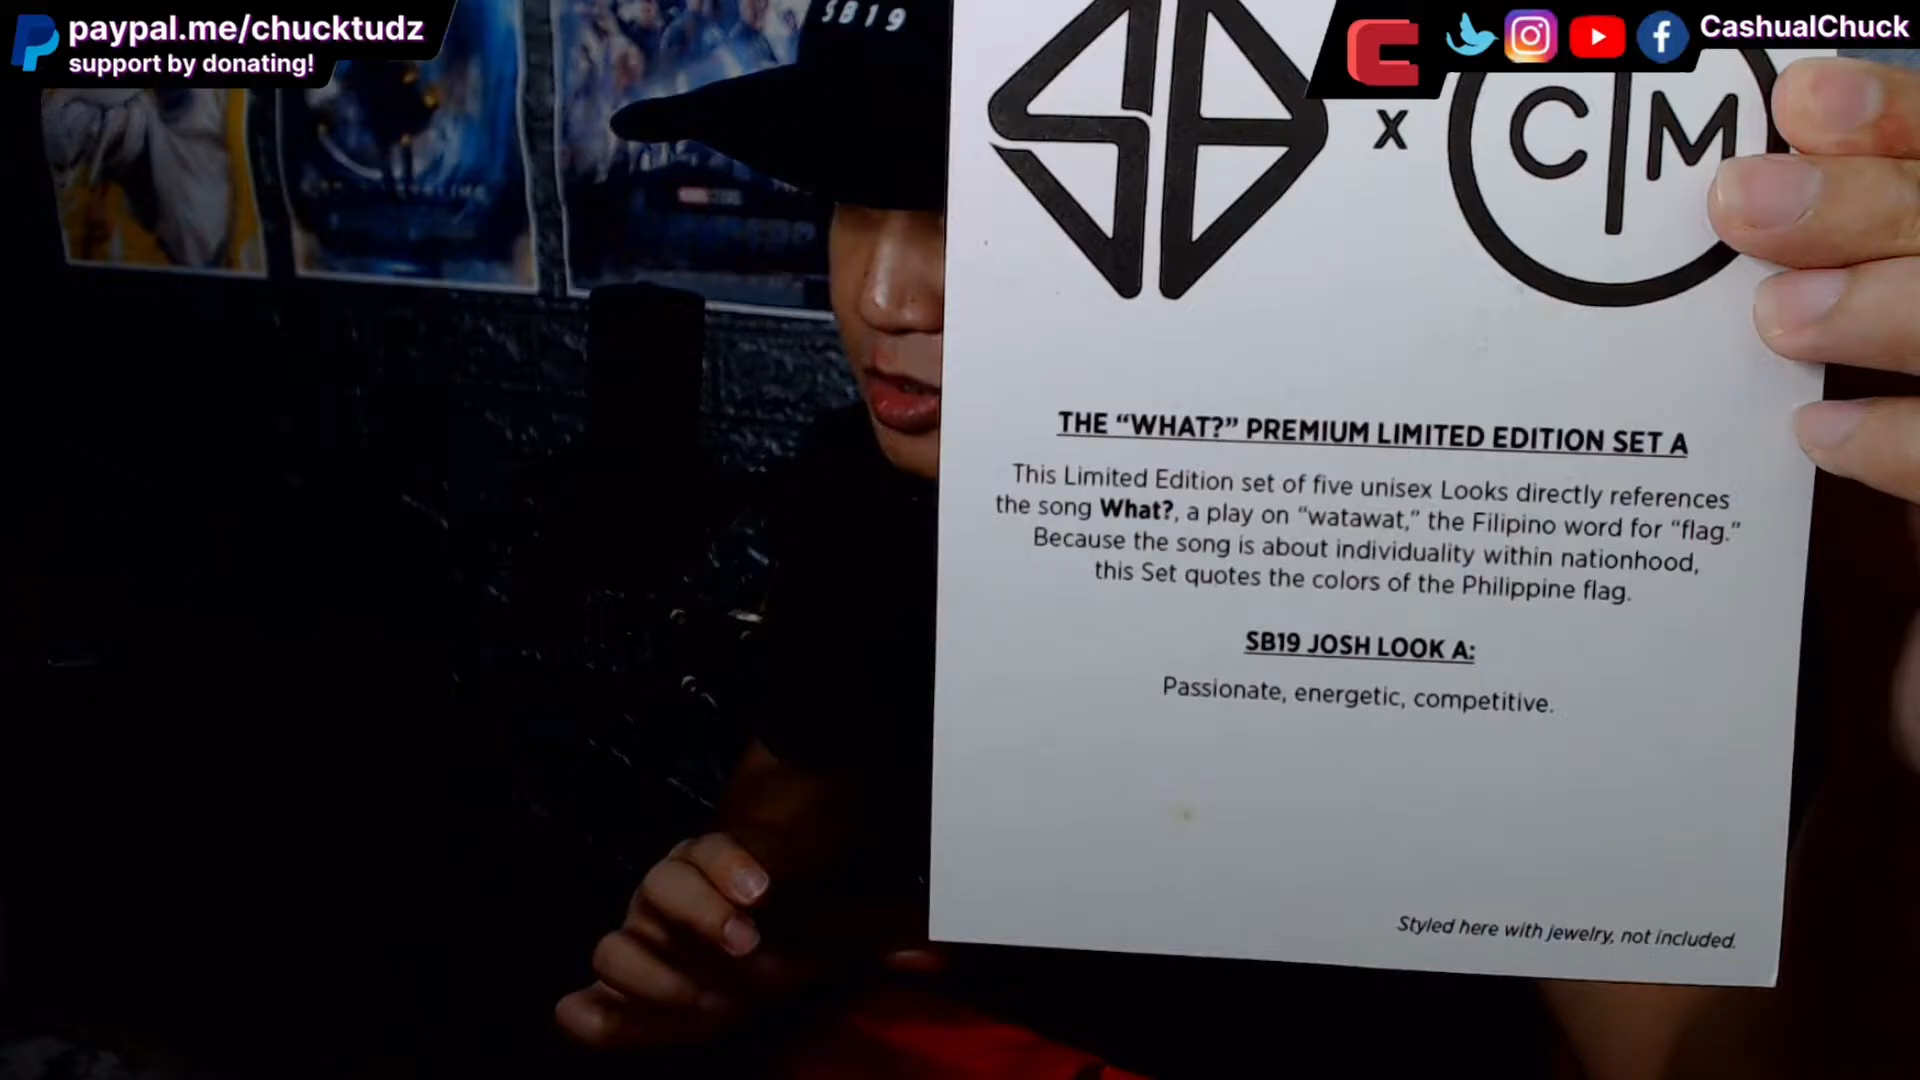 paypal.me/chucktudz
support by donating!
SB19
CashualChuck
SB
x
C|M
THE “WHAT?” PREMIUM LIMITED EDITION SET A
This Limited Edition set of five unisex Looks directly references
the song What?, a play on “watawat,” the Filipino word for “flag.”
Because the song is about individuality within nationhood,
this Set quotes the colors of the Philippine flag.
SB19 JOSH LOOK A:
Passionate, energetic, competitive.
Styled here with jewelry, not included.